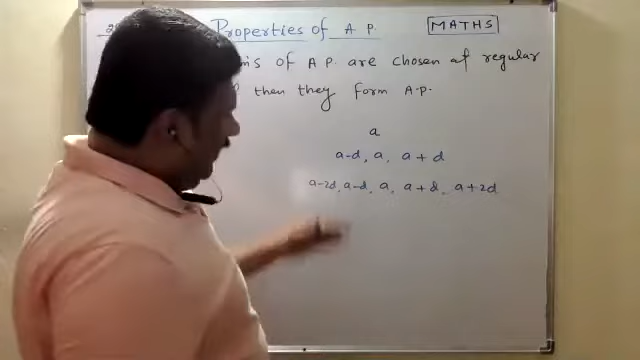 Properties of A P. MATHS
of A P. are chosen at regular
then they form A.P.
a
a-d, a, a + d
a-2d, a-d, a, a + d, a + 2d